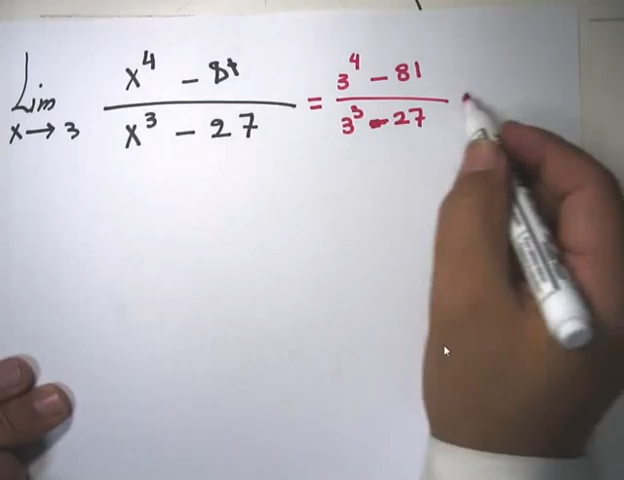 Lim x→3 x⁴ - 81 / x³ - 27 = 3⁴ - 81 / 3³ - 27